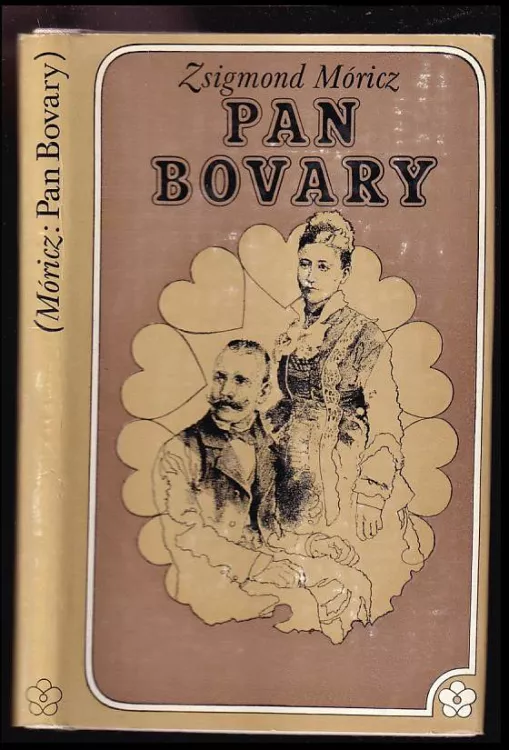 Zsigmond Móricz
PAN
BOVARY
(Móricz: Pan Bovary)